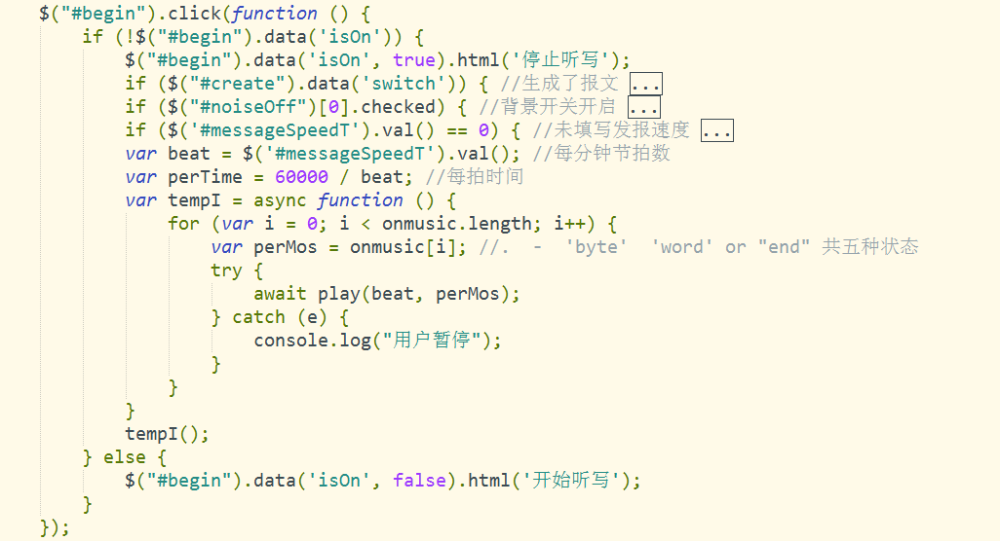 $("#begin").click(function () {
    if (!$("#begin").data('isOn')) {
        $("#begin").data('isOn', true).html('停止听写');
        if ($("#create").data('switch')) { //生成了报文 ...
        if ($("#noiseOff")[0].checked) { //背景开关开启 ...
        if ($('#messageSpeedT').val() == 0) { //未填写发报速度 ...
        var beat = $('#messageSpeedT').val(); //每分钟节拍数
        var perTime = 60000 / beat; //每拍时间
        var tempI = async function () {
            for (var i = 0; i < onmusic.length; i++) {
                var perMos = onmusic[i]; //.  -  'byte'  'word' or "end" 共五种状态
                try {
                    await play(beat, perMos);
                } catch (e) {
                    console.log("用户暂停");
                }
            }
        }
        tempI();
    } else {
        $("#begin").data('isOn', false).html('开始听写');
    }
});